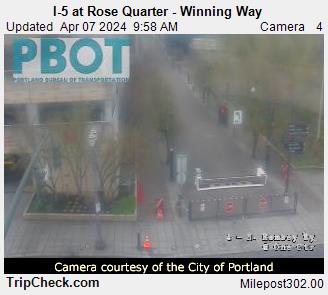 I-5 at Rose Quarter - Winning Way
Updated Apr 07 2024 9:58 AM Camera 4
PBOT
PORTLAND BUREAU OF TRANSPORTATION
Camera courtesy of the City of Portland
TripCheck.com Milepost302.00